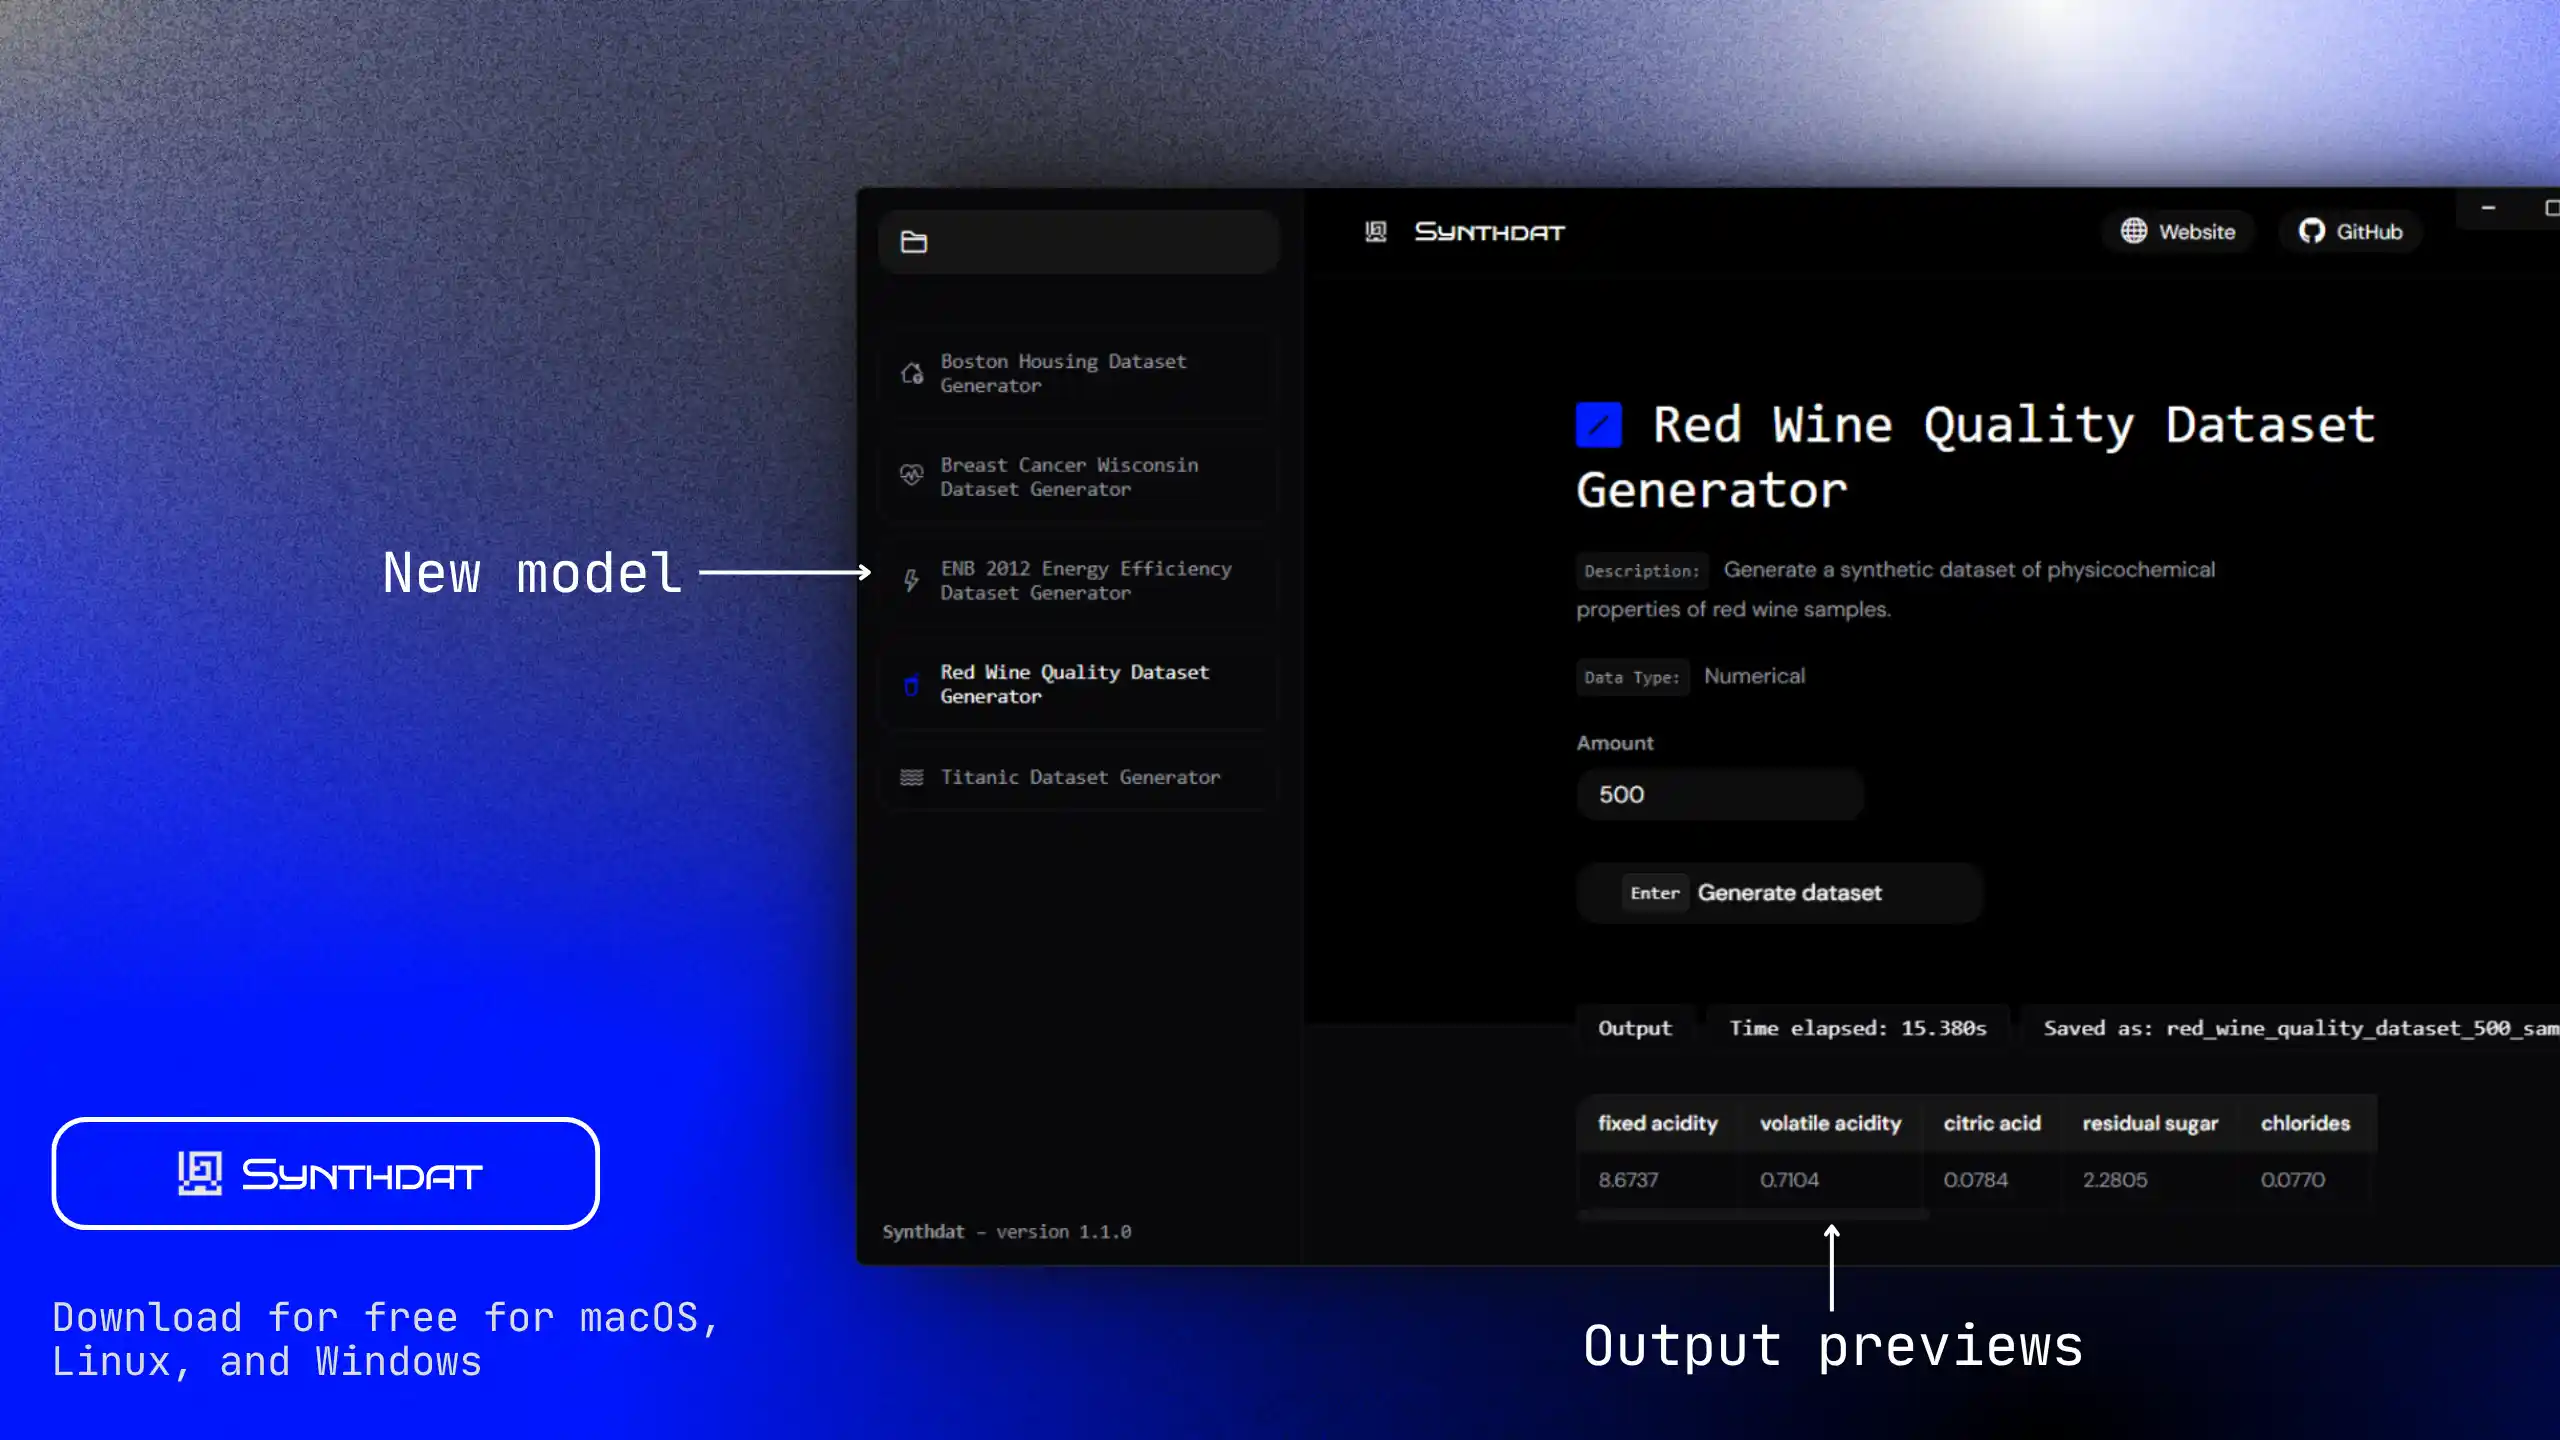 Synthdat
Website
GitHub
Boston Housing Dataset
Generator
Breast Cancer Wisconsin
Dataset Generator
New model
ENB 2012 Energy Efficiency
Dataset Generator
Red Wine Quality Dataset
Generator
Titanic Dataset Generator
Synthdat – version 1.1.0
Red Wine Quality Dataset
Generator
Description: Generate a synthetic dataset of physicochemical
properties of red wine samples.
Data Type: Numerical
Amount
500
Enter Generate dataset
Output Time elapsed: 15.380s Saved as: red_wine_quality_dataset_500_sam
fixed acidity volatile acidity citric acid residual sugar chlorides
8.6737 0.7104 0.0784 2.2805 0.0770
Output previews
Synthdat
Download for free for macOS,
Linux, and Windows